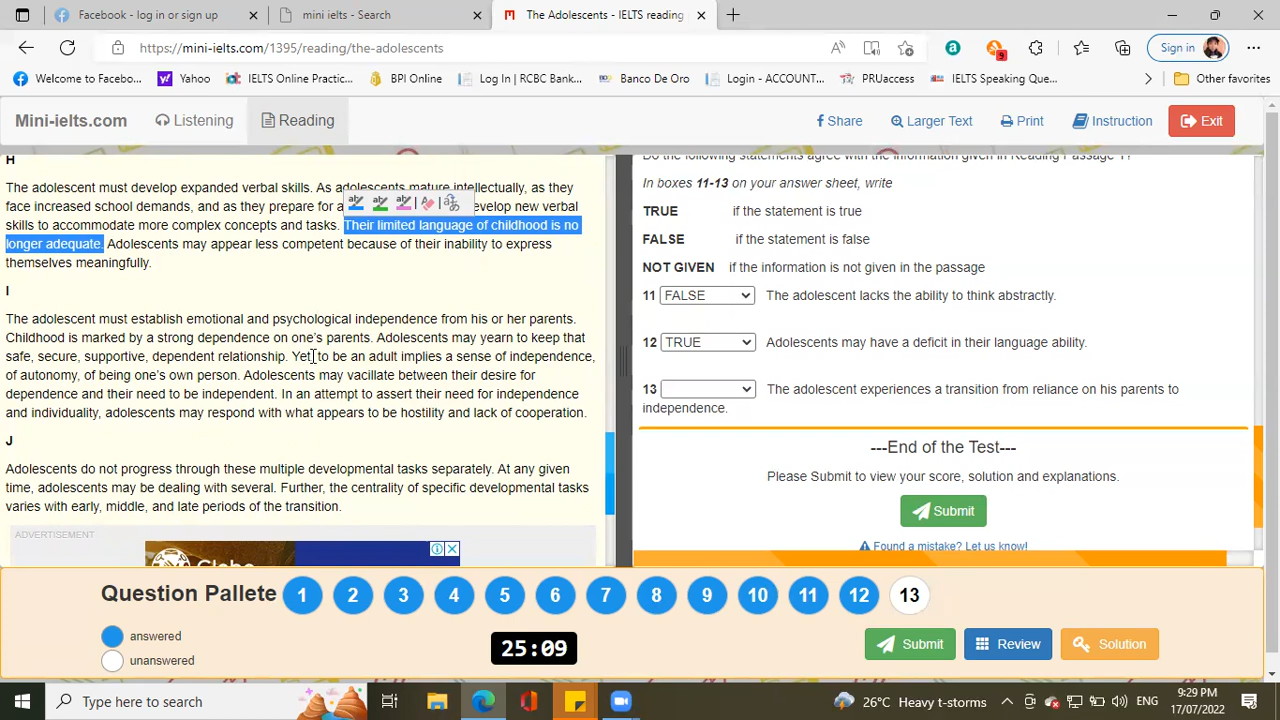 Facebook - log in or sign up
mini ielts - Search
The Adolescents - IELTS reading
https://mini-ielts.com/1395/reading/the-adolescents
9
Sign in
Welcome to Facebo...
Yahoo
IELTS Online Practi...
BPI Online
Log In | RCBC Bank...
Banco De Oro
Login - ACCOUNT...
PRUaccess
IELTS Speaking Que...
Other favorites
Mini-ielts.com
Listening
Reading
Share
Larger Text
Print
Instruction
Exit
H
The adolescent must develop expanded verbal skills. As adolescents mature intellectually, as they
face increased school demands, and as they prepare for a develop new verbal
skills to accommodate more complex concepts and tasks. Their limited language of childhood is no
longer adequate. Adolescents may appear less competent because of their inability to express
themselves meaningfully.
I
The adolescent must establish emotional and psychological independence from his or her parents.
Childhood is marked by a strong dependence on one's parents. Adolescents may yearn to keep that
safe, secure, supportive, dependent relationship. Yet to be an adult implies a sense of independence,
of autonomy, of being one's own person. Adolescents may vacillate between their desire for
dependence and their need to be independent. In an attempt to assert their need for independence
and individuality, adolescents may respond with what appears to be hostility and lack of cooperation.
J
Adolescents do not progress through these multiple developmental tasks separately. At any given
time, adolescents may be dealing with several. Further, the centrality of specific developmental tasks
varies with early, middle, and late periods of the transition.
ADVERTISEMENT
Globe
Do the following statements agree with the information given in Reading Passage 1?
In boxes 11-13 on your answer sheet, write
TRUE if the statement is true
FALSE if the statement is false
NOT GIVEN if the information is not given in the passage
11 FALSE The adolescent lacks the ability to think abstractly.
12 TRUE Adolescents may have a deficit in their language ability.
13 The adolescent experiences a transition from reliance on his parents to
independence.
---End of the Test---
Please Submit to view your score, solution and explanations.
Submit
Found a mistake? Let us know!
Question Pallete 1 2 3 4 5 6 7 8 9 10 11 12 13
answered
unanswered
25:09
Submit
Review
Solution
Type here to search
26°C Heavy t-storms
ENG
9:29 PM
17/07/2022